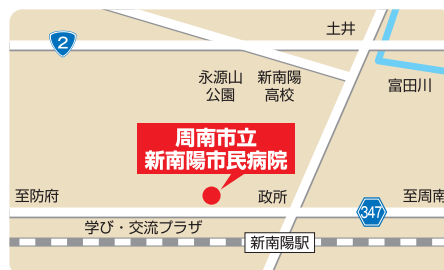 土井
2
永源山
公園
新南陽
高校
富田川
周南市立
新南陽市民病院
至防府
政所
347
至周南
学び・交流プラザ
新南陽駅